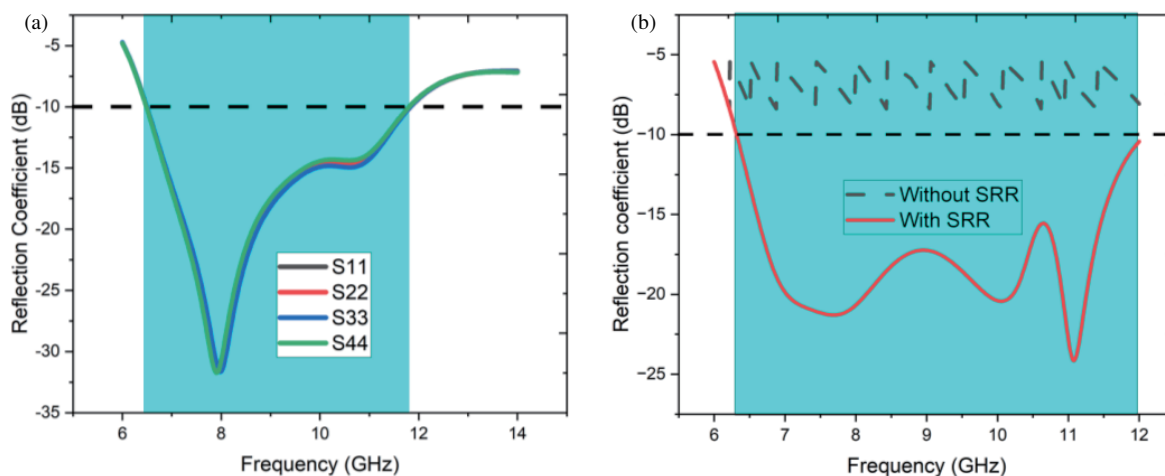 (a)
Reflection Coefficient (dB)
-5
-10
-15
-20
-25
-30
-35
S11
S22
S33
S44
6 8 10 12 14
Frequency (GHz)
(b)
Reflection coefficient (dB)
−5
−10
−15
−20
−25
Without SRR
With SRR
6 7 8 9 10 11 12
Frequency (GHz)